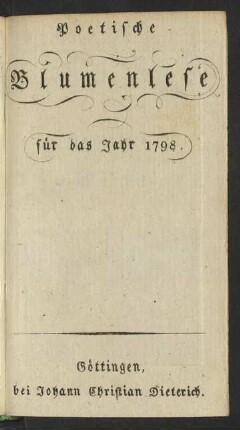 Poetische
Blumenlese
für das Jahr 1798.
Göttingen,
bei Johann Christian Dieterich.